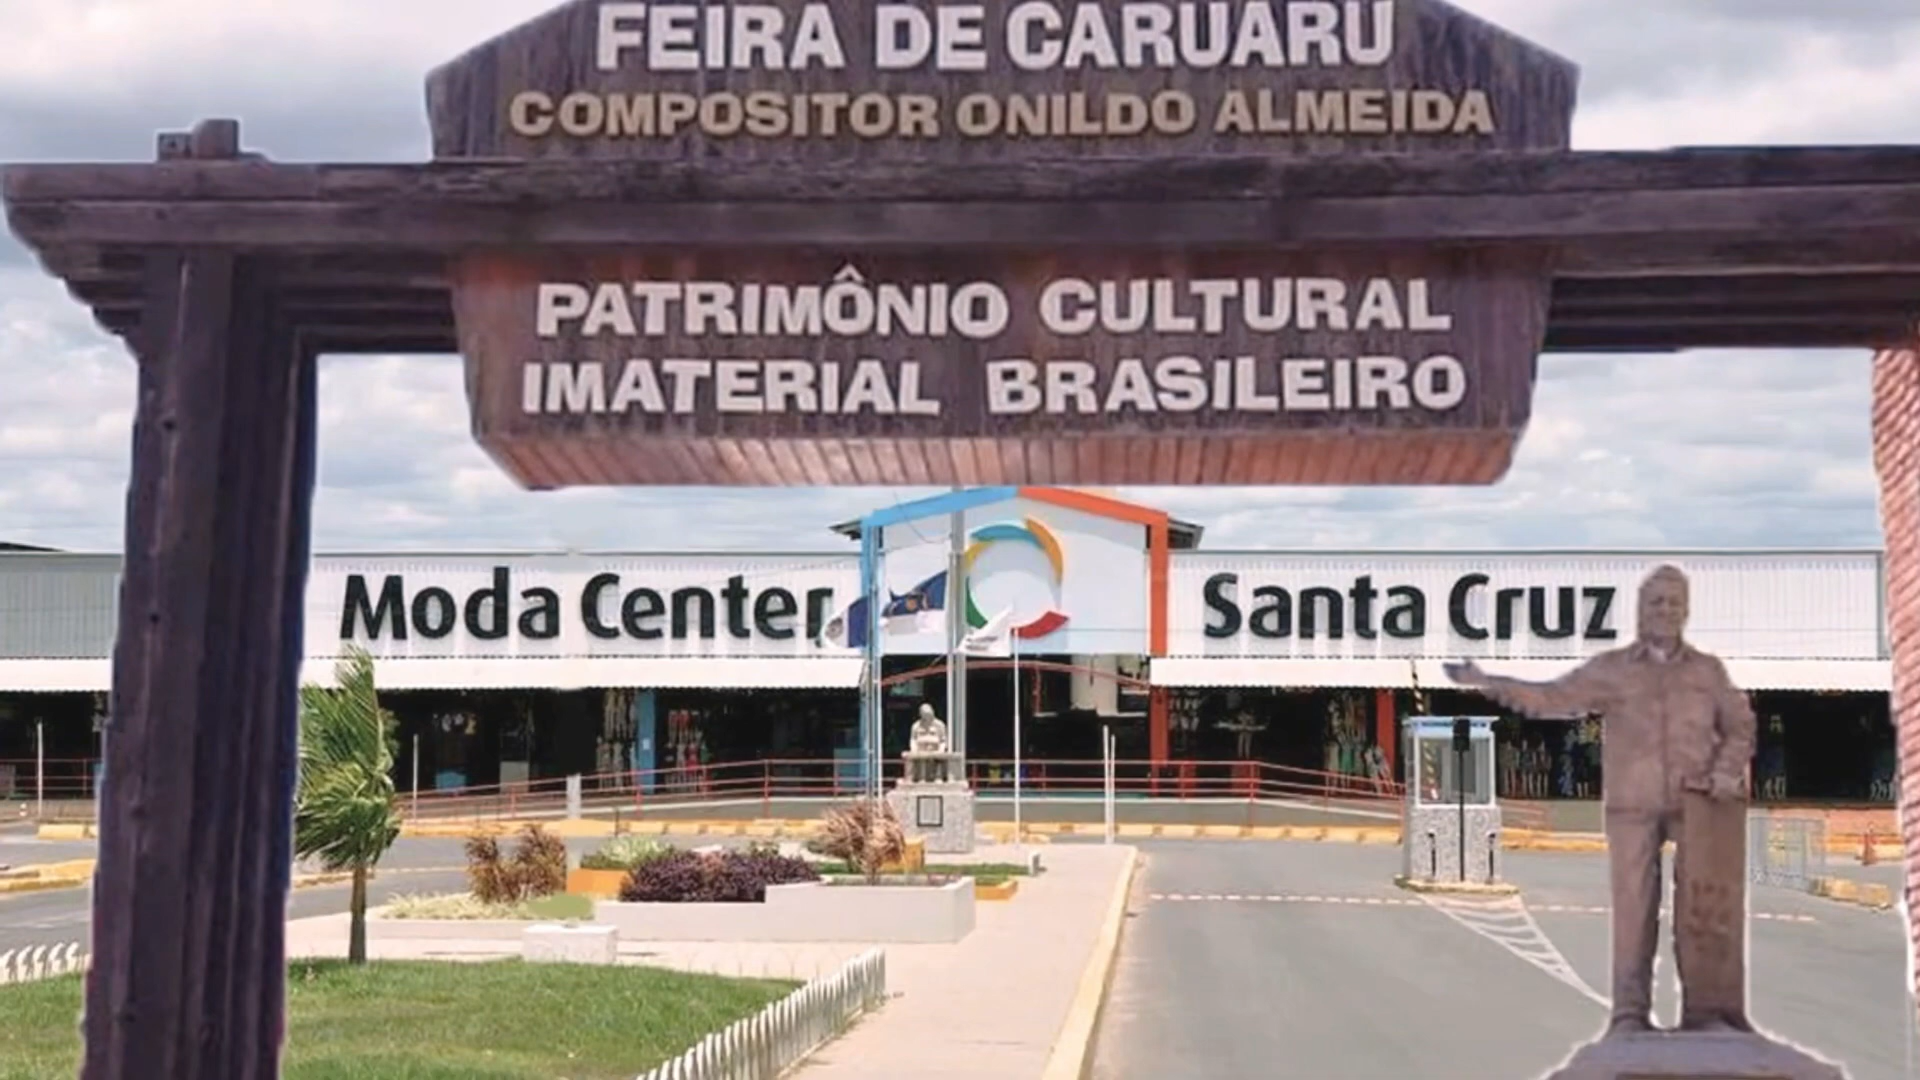 FEIRA DE CARUARU
COMPOSITOR ONILDO ALMEIDA
PATRIMÔNIO CULTURAL
IMATERIAL BRASILEIRO
Moda Center
Santa Cruz